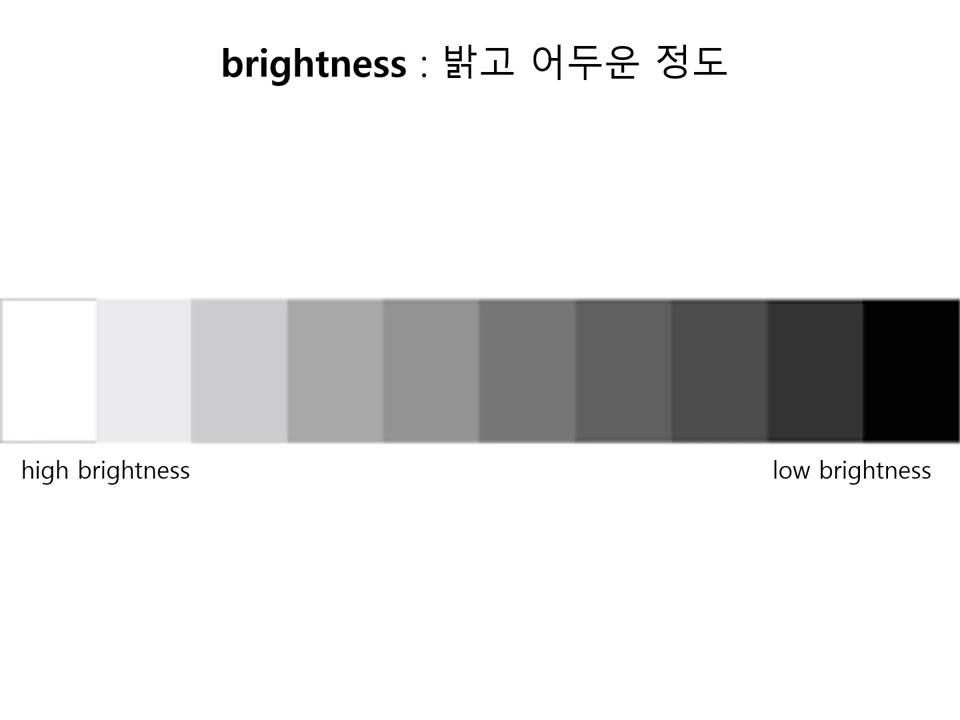 brightness : 밝고 어두운 정도
high brightness
low brightness